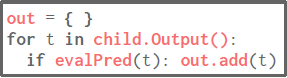 out = { }
for t in child.Output():
if evalPred(t): out.add(t)